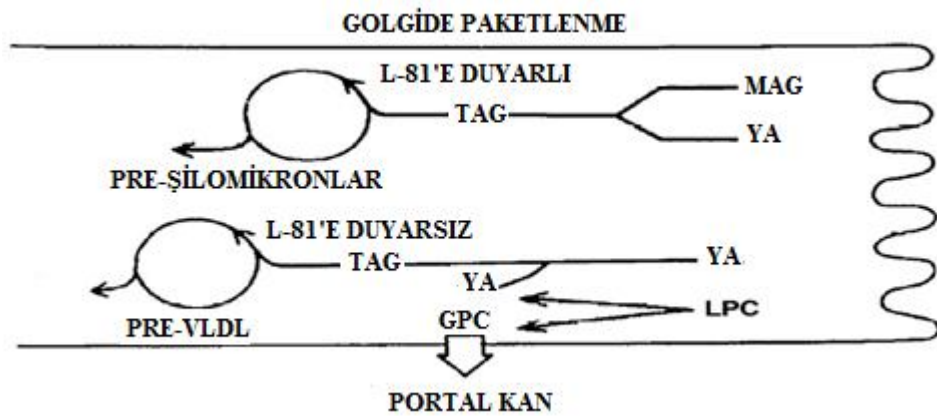 GOLGİDE PAKETLENME
L-81'E DUYARLI
MAG
TAG
YA
PRE-ŞİLOMİKRONLAR
L-81'E DUYARSIZ
TAG
YA
YA
LPC
PRE-VLDL
GPC
PORTAL KAN